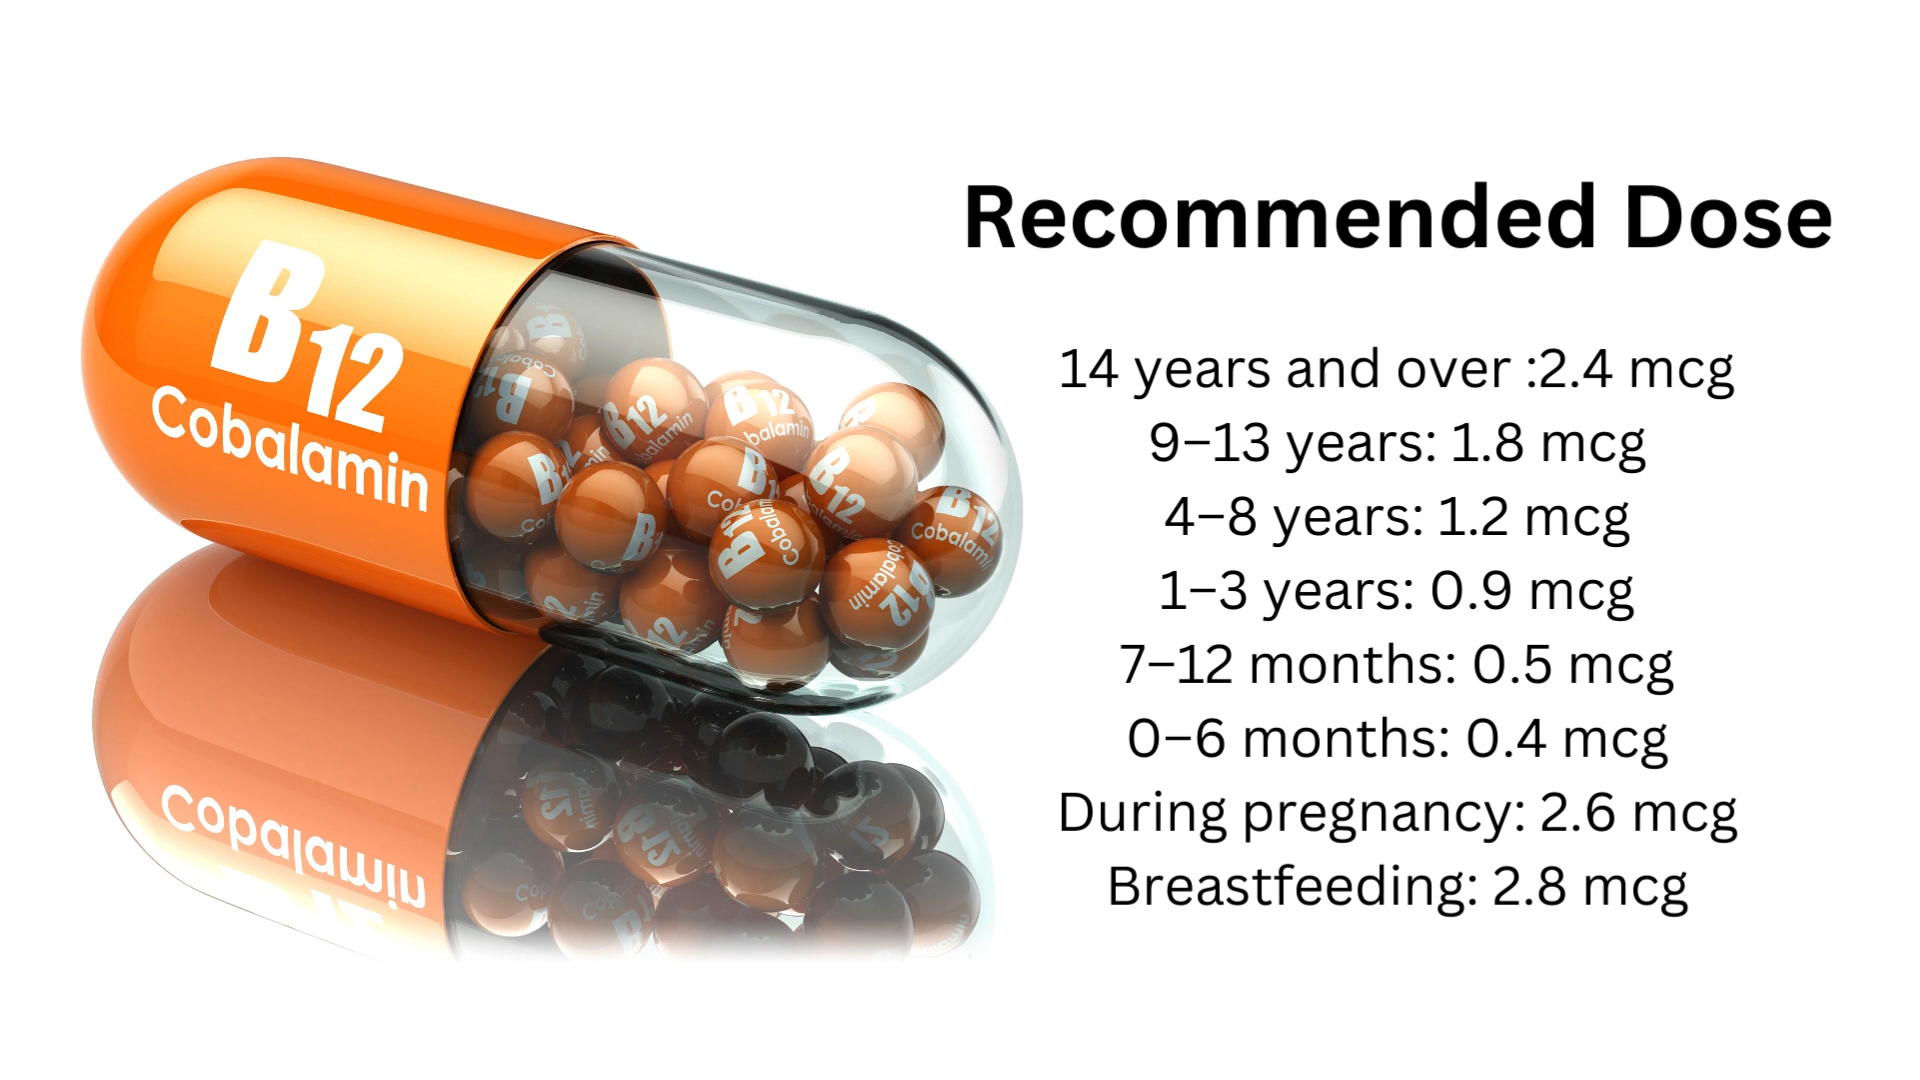 B12
Cobalamin
Recommended Dose
14 years and over :2.4 mcg
9–13 years: 1.8 mcg
4–8 years: 1.2 mcg
1–3 years: 0.9 mcg
7–12 months: 0.5 mcg
0–6 months: 0.4 mcg
During pregnancy: 2.6 mcg
Breastfeeding: 2.8 mcg